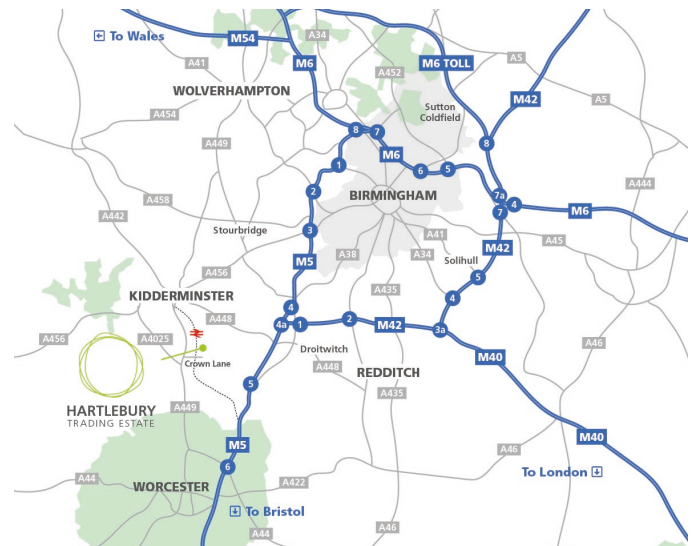 To Wales
M54
A34
M6
A41
A452
M6 TOLL
A5
M42
A5
WOLVERHAMPTON
Sutton
Coldfield
A454
A449
8
7
M6
8
1
6
5
A444
2
BIRMINGHAM
7a
4
7
M6
A458
A442
Stourbridge
3
A41
A45
M42
A38
A34
Solihull
M5
A456
5
KIDDERMINSTER
A435
4
4
A448
4a
1
2
M42
3a
A456
A4025
Droitwitch
M40
A46
Crown Lane
A448
REDDITCH
5
A435
HARTLEBURY
TRADING ESTATE
A449
M5
M40
A46
6
To London
A44
A422
WORCESTER
To Bristol
A44
A46